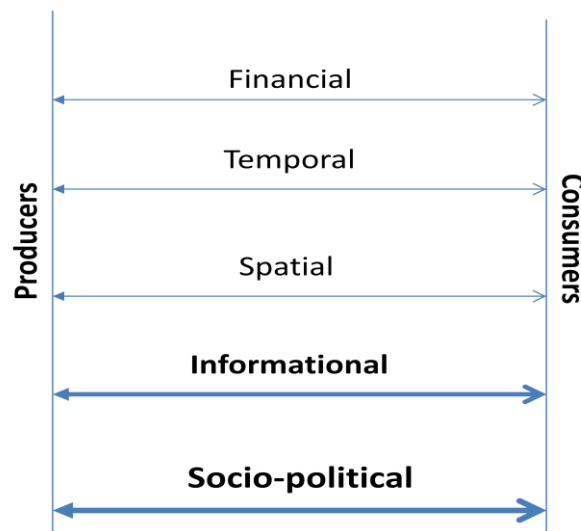 Financial
Temporal
Producers
Consumers
Spatial
Informational
Socio-political